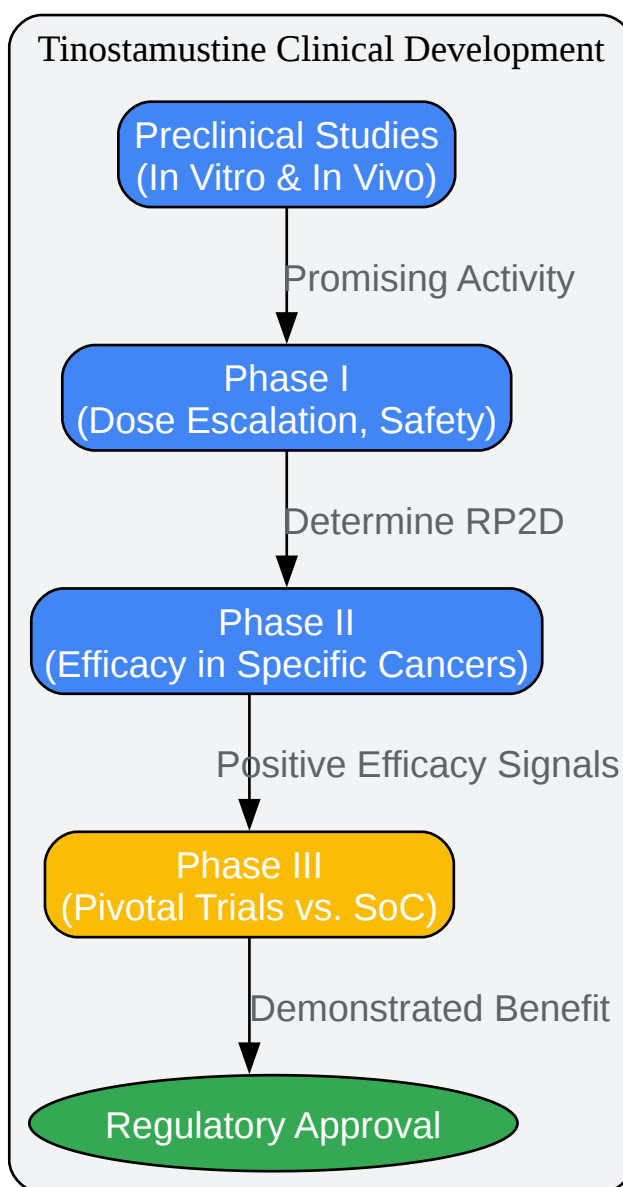 Tinostamustine Clinical Development
Preclinical Studies
(In Vitro & In Vivo)
Promising Activity
Phase I
(Dose Escalation, Safety)
Determine RP2D
Phase II
(Efficacy in Specific Cancers)
Positive Efficacy Signals
Phase III
(Pivotal Trials vs. SoC)
Demonstrated Benefit
Regulatory Approval